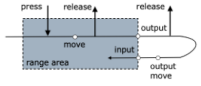 press release release
output
move input
range area output
move